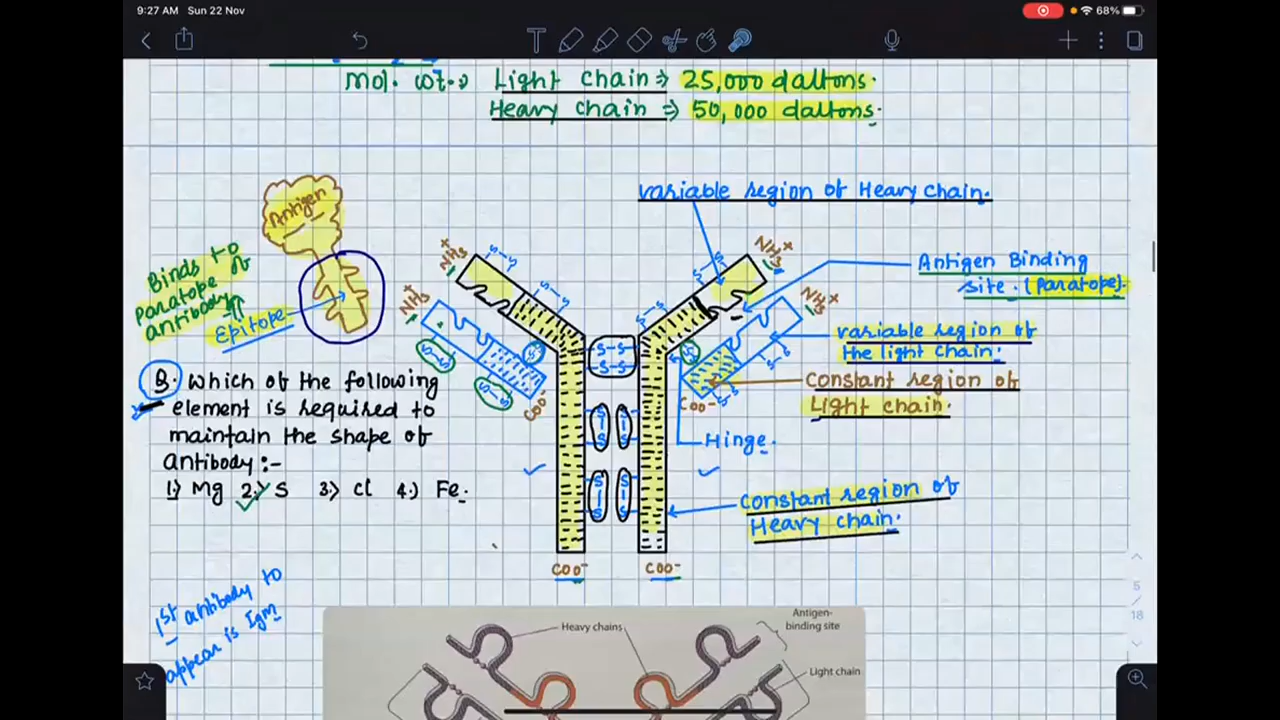 9:27 AM Sun 22 Nov
68%
mol. wt. → Light chain ⇒ 25,000 daltons.
Heavy chain ⇒ 50,000 daltons.
Antigen
variable region of Heavy chain.
Binds to
paratope of
antibody
Epitope
NH3+
NH3+
NH3+
NH3+
S-S
S-S
S-S
S-S
S-S
S-S
S-S
S-S
S-S
S-S
Antigen Binding
site. (Paratope).
variable region of
the light chain.
constant region of
Light chain.
COO-
COO-
Hinge.
Q. Which of the following
element is required to
maintain the shape of
antibody :-
1.) Mg 2.) S 3.) Cl 4.) Fe.
constant region of
Heavy chain.
COO-
COO-
1st antibody to
appear is IgM
5
/
18
Heavy chains
Antigen-
binding site
Light chain